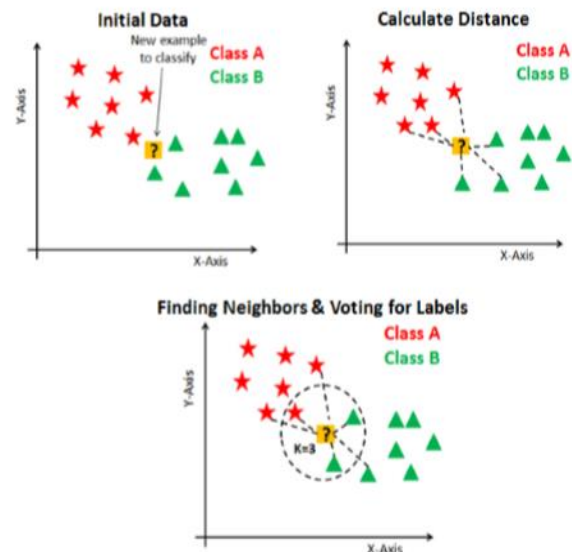 Initial Data
New example
to classify
Class A
Class B
?
Y-Axis
X-Axis
Calculate Distance
Class A
Class B
?
Y-Axis
X-Axis
Finding Neighbors & Voting for Labels
Class A
Class B
?
K=3
Y-Axis
X-Axis